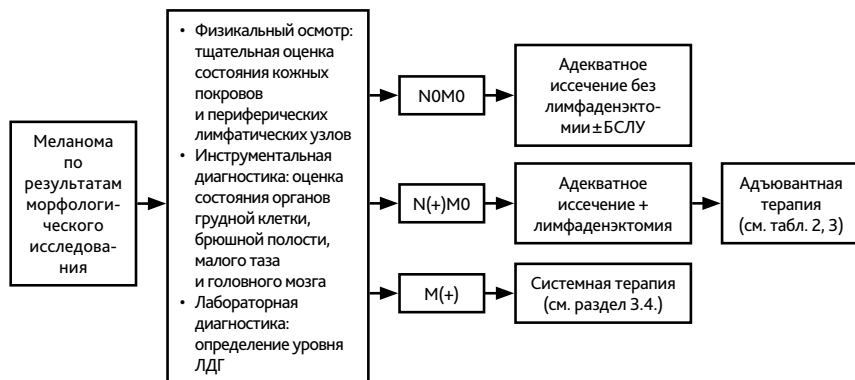 Меланома
по
результатам
морфологи-
ческого
исследова-
ния
• Физикальный осмотр:
тщательная оценка
состояния кожных
покровов
и периферических
лимфатических узлов
• Инструментальная
диагностика: оценка
состояния органов
грудной клетки,
брюшной полости,
малого таза
и головного мозга
• Лабораторная
диагностика:
определение уровня
ЛДГ
N0M0
Адекватное
иссечение без
лимфаденэкто-
мии ± БСЛУ
N(+)M0
Адекватное
иссечение +
лимфаденэктомия
Адъювантная
терапия
(см. табл. 2, 3)
M(+)
Системная терапия
(см. раздел 3.4.)